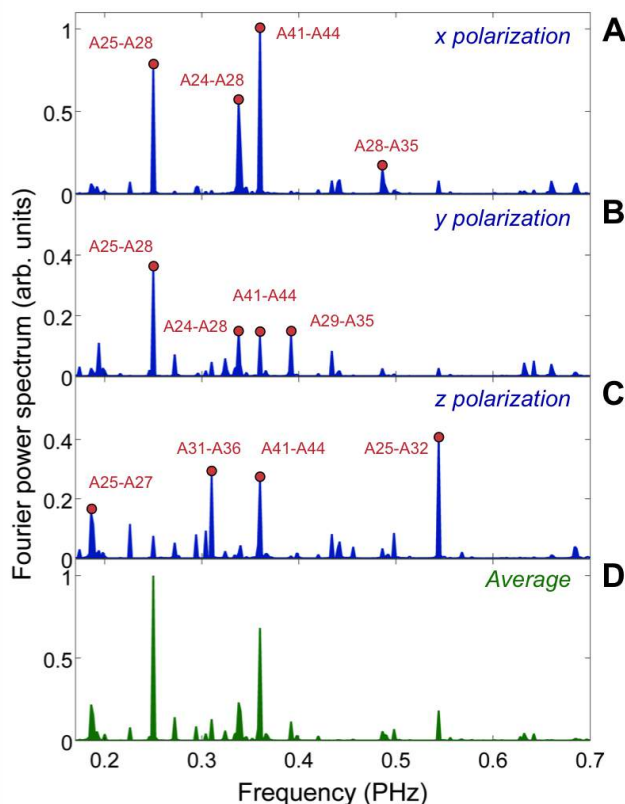 A
x polarization
1
A25-A28
A41-A44
A24-A28
0.5
A28-A35
0
B
y polarization
A25-A28
0.4
A41-A44
A24-A28
A29-A35
0.2
0
C
z polarization
0.4
A31-A36
A41-A44
A25-A32
A25-A27
0.2
0
D
Average
1
0.5
0
Fourier power spectrum (arb. units)
0.2
0.3
0.4
0.5
0.6
0.7
Frequency (PHz)